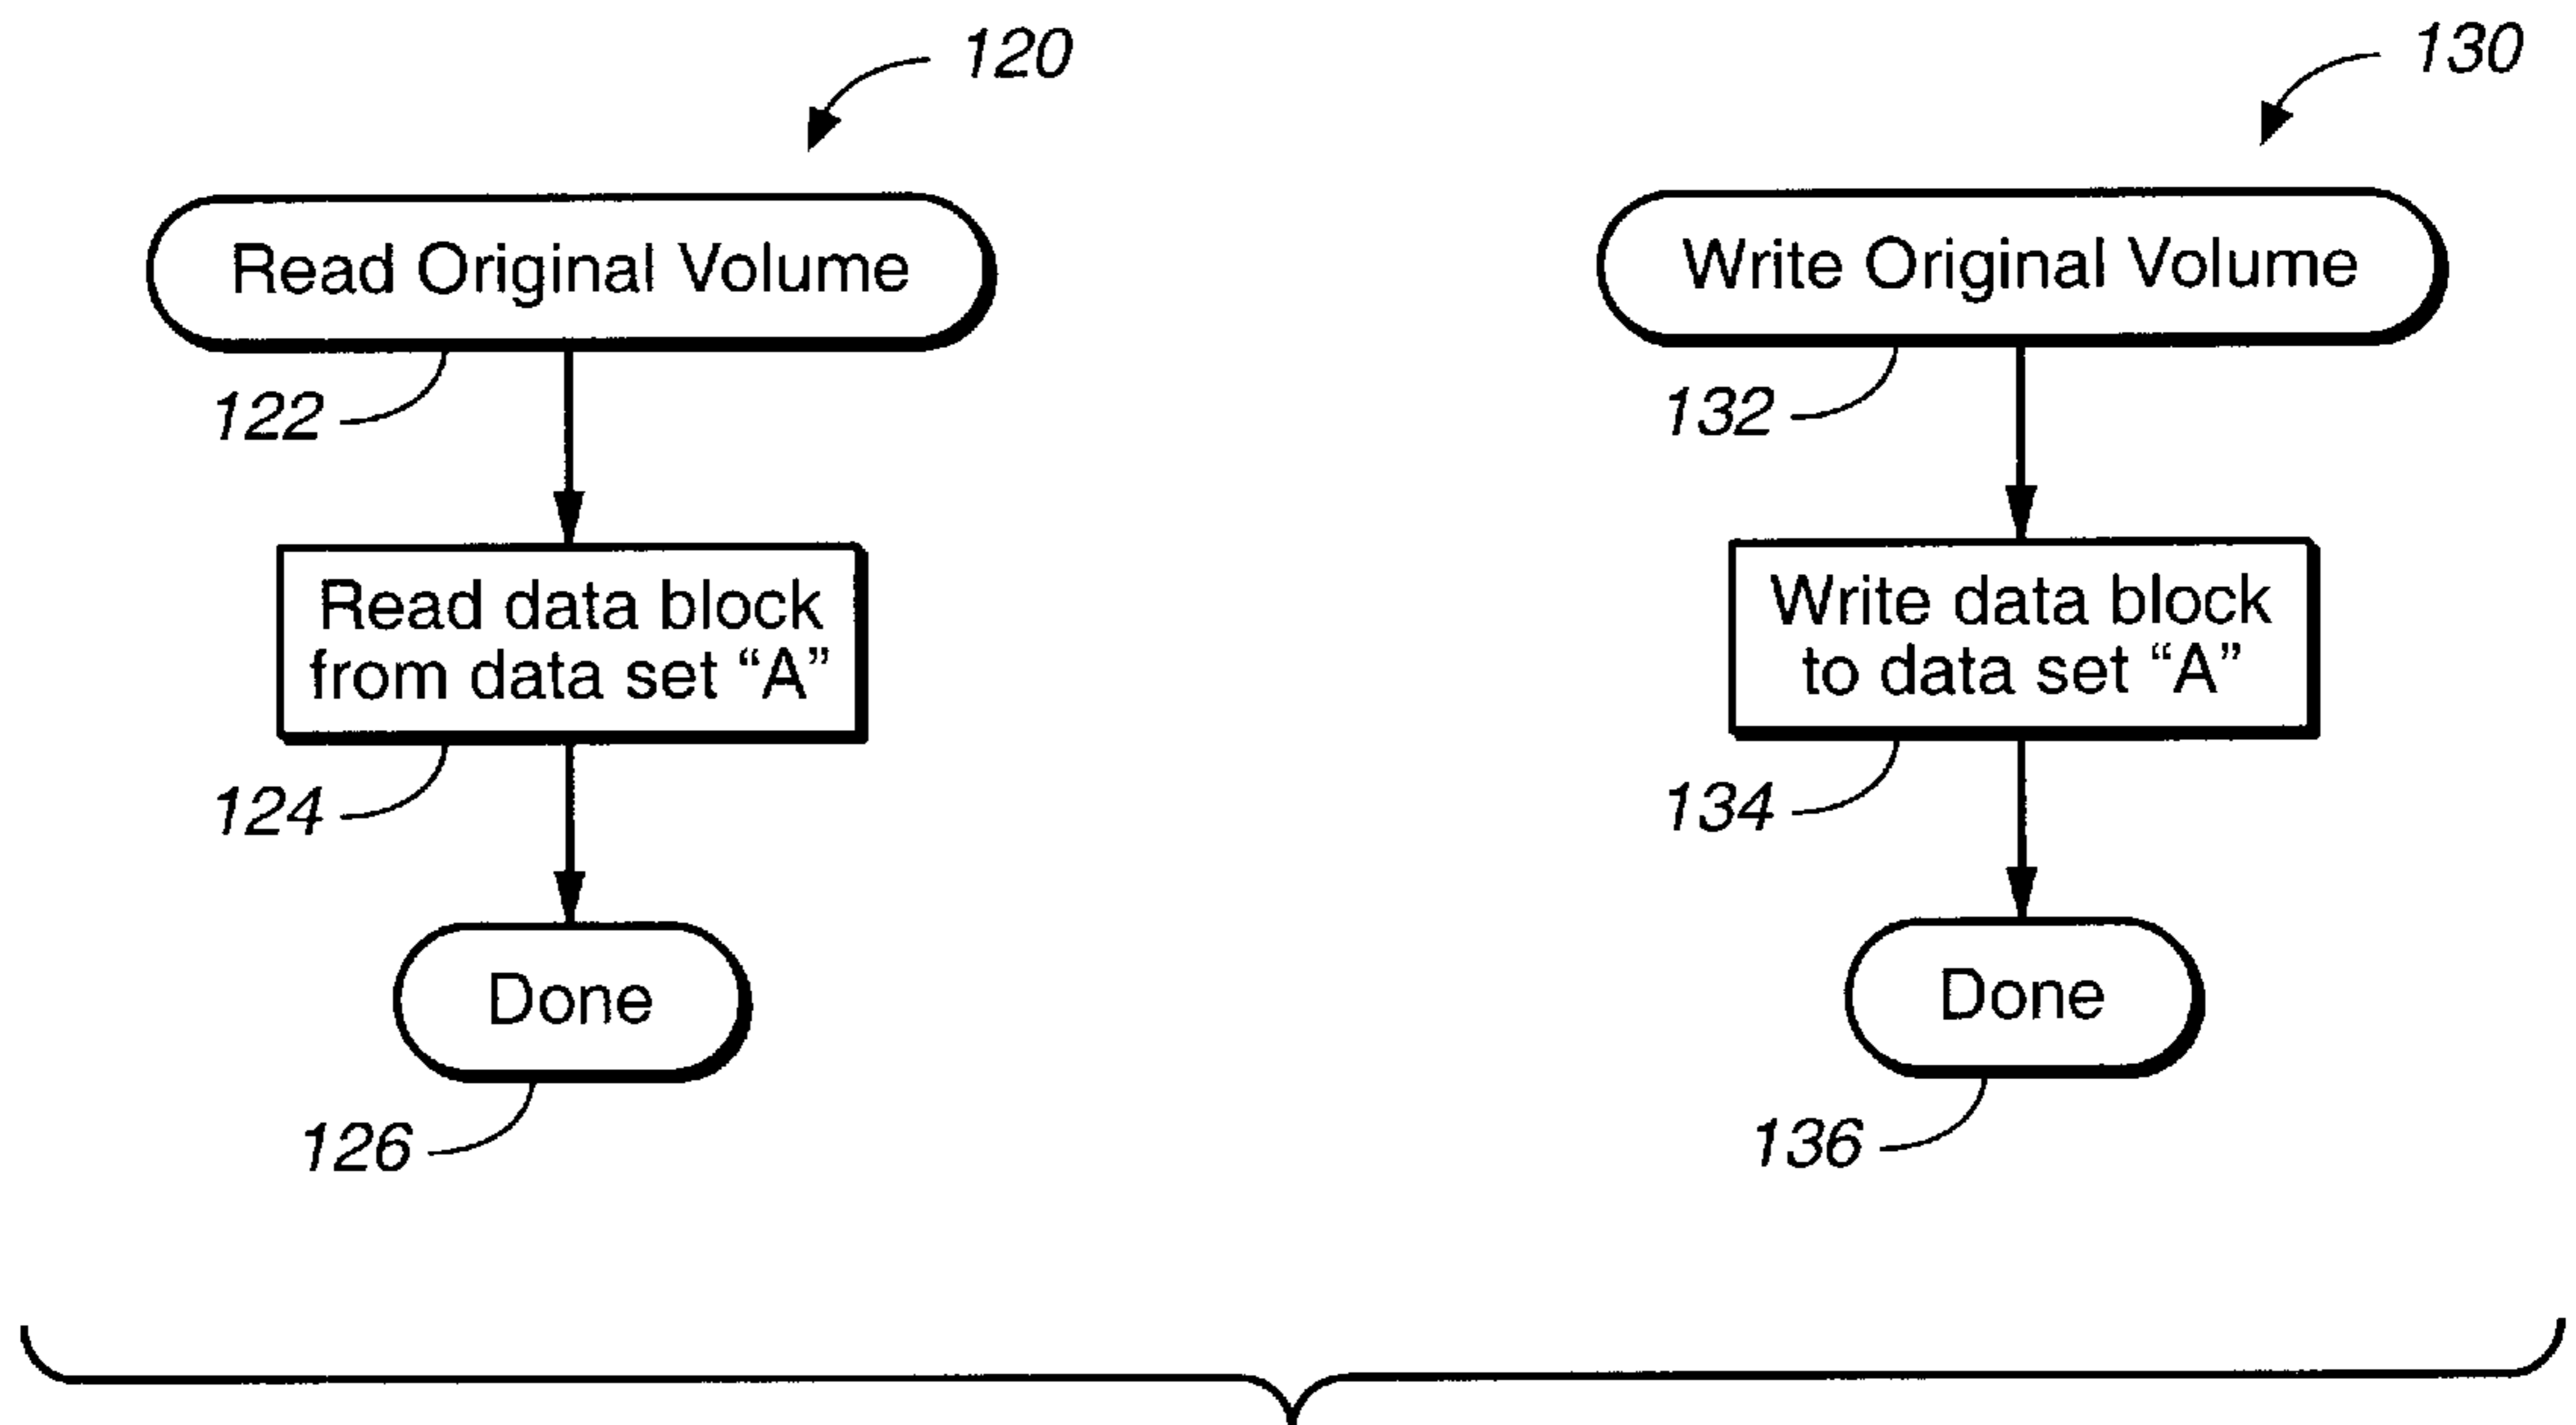 120
Read Original Volume
122
Read data block
from data set “A”
124
Done
126
130
Write Original Volume
132
Write data block
to data set “A”
134
Done
136